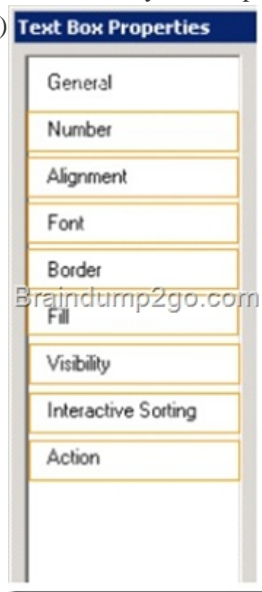 ) Text Box Properties
General
Number
Alignment
Font
Border
Braindump2go.com
Fill
Visibility
Interactive Sorting
Action